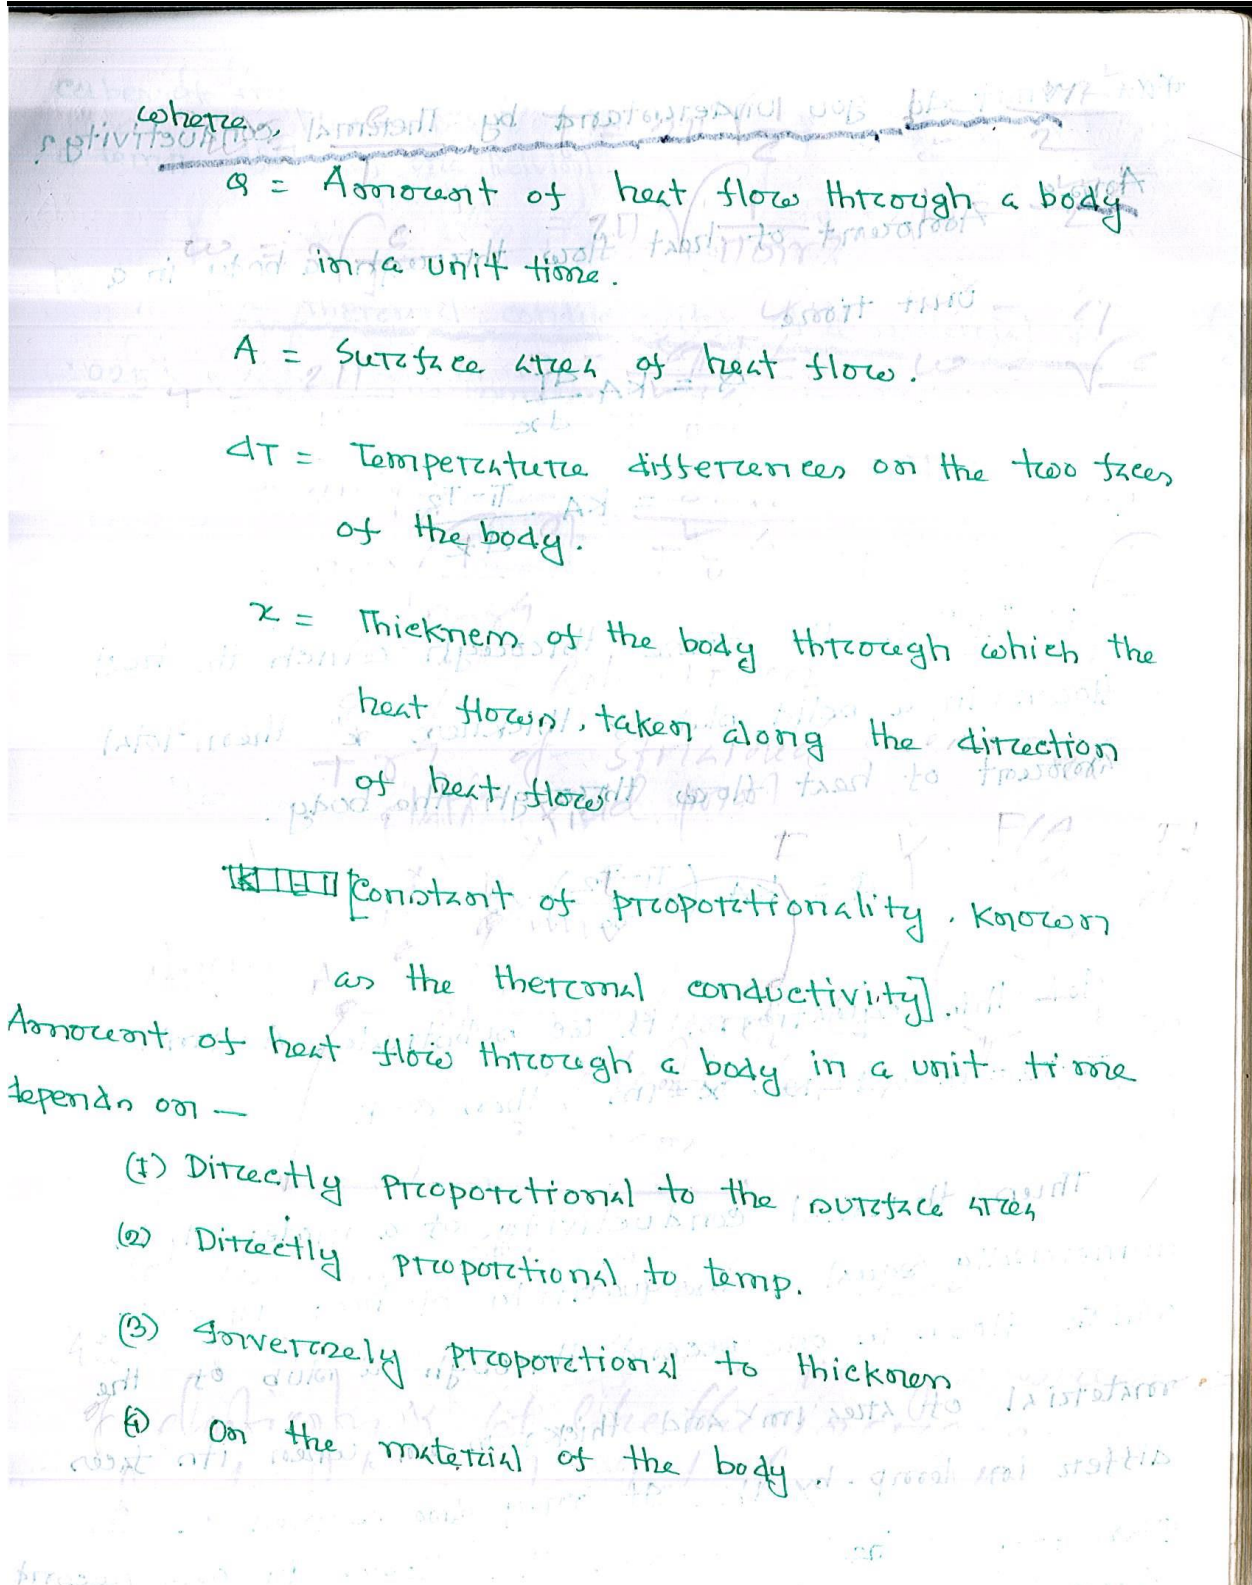 where,
Q = Amount of heat flow through a body
in a unit time.
A = Surface area of heat flow.
dT = Temperature differences on the two faces
of the body.
x = Thickness of the body through which the
heat flows, taken along the direction
of heat flow
[Constant of proportionality. Known
as the thermal conductivity].
Amount of heat flow through a body in a unit time
depends on —
(1) Directly proportional to the surface area
(2) Directly proportional to temp.
(3) Inversely proportional to thickness
(4) On the material of the body.